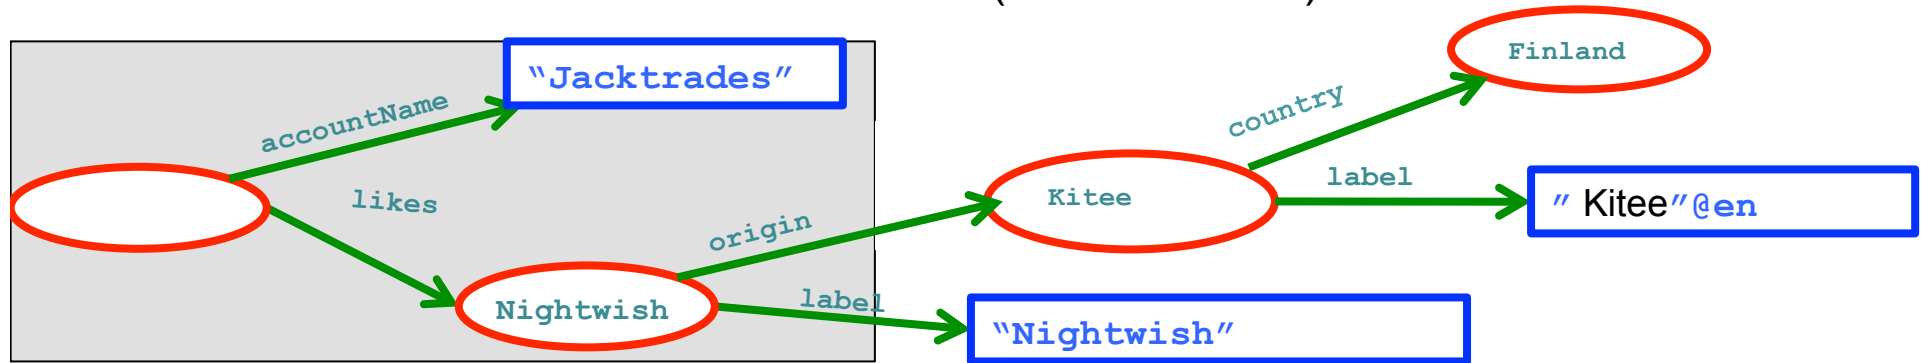 Finland
“Jacktrades”
accountName
country
likes
Kitee
label
” Kitee”@en
origin
Nightwish
label
“Nightwish”